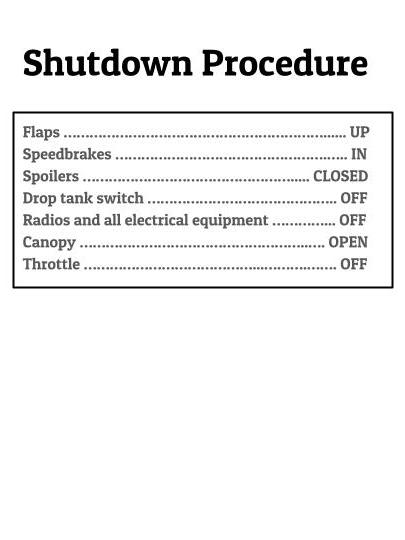 Shutdown Procedure
Flaps ................................................................ UP
Speedbrakes ..................................................... IN
Spoilers .................................................... CLOSED
Drop tank switch ........................................... OFF
Radios and all electrical equipment ............... OFF
Canopy ........................................................ OPEN
Throttle .......................................................... OFF